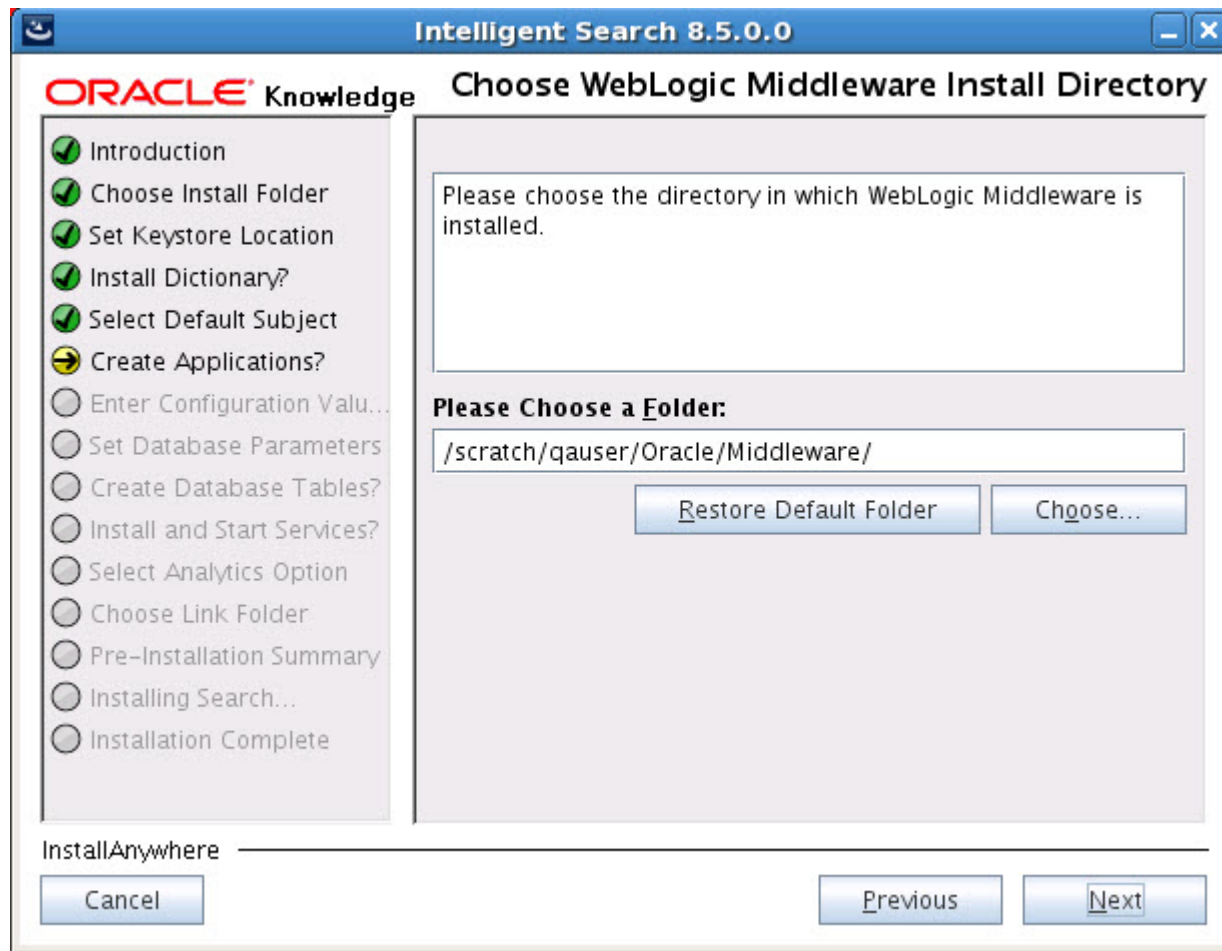 Intelligent Search 8.5.0.0
ORACLE Knowledge
Choose WebLogic Middleware Install Directory
Introduction
Choose Install Folder
Set Keystore Location
Install Dictionary?
Select Default Subject
Create Applications?
Enter Configuration Valu...
Set Database Parameters
Create Database Tables?
Install and Start Services?
Select Analytics Option
Choose Link Folder
Pre-Installation Summary
Installing Search...
Installation Complete
Please choose the directory in which WebLogic Middleware is
installed.
Please Choose a Folder:
/scratch/qauser/Oracle/Middleware/
Restore Default Folder
Choose...
InstallAnywhere
Cancel
Previous
Next